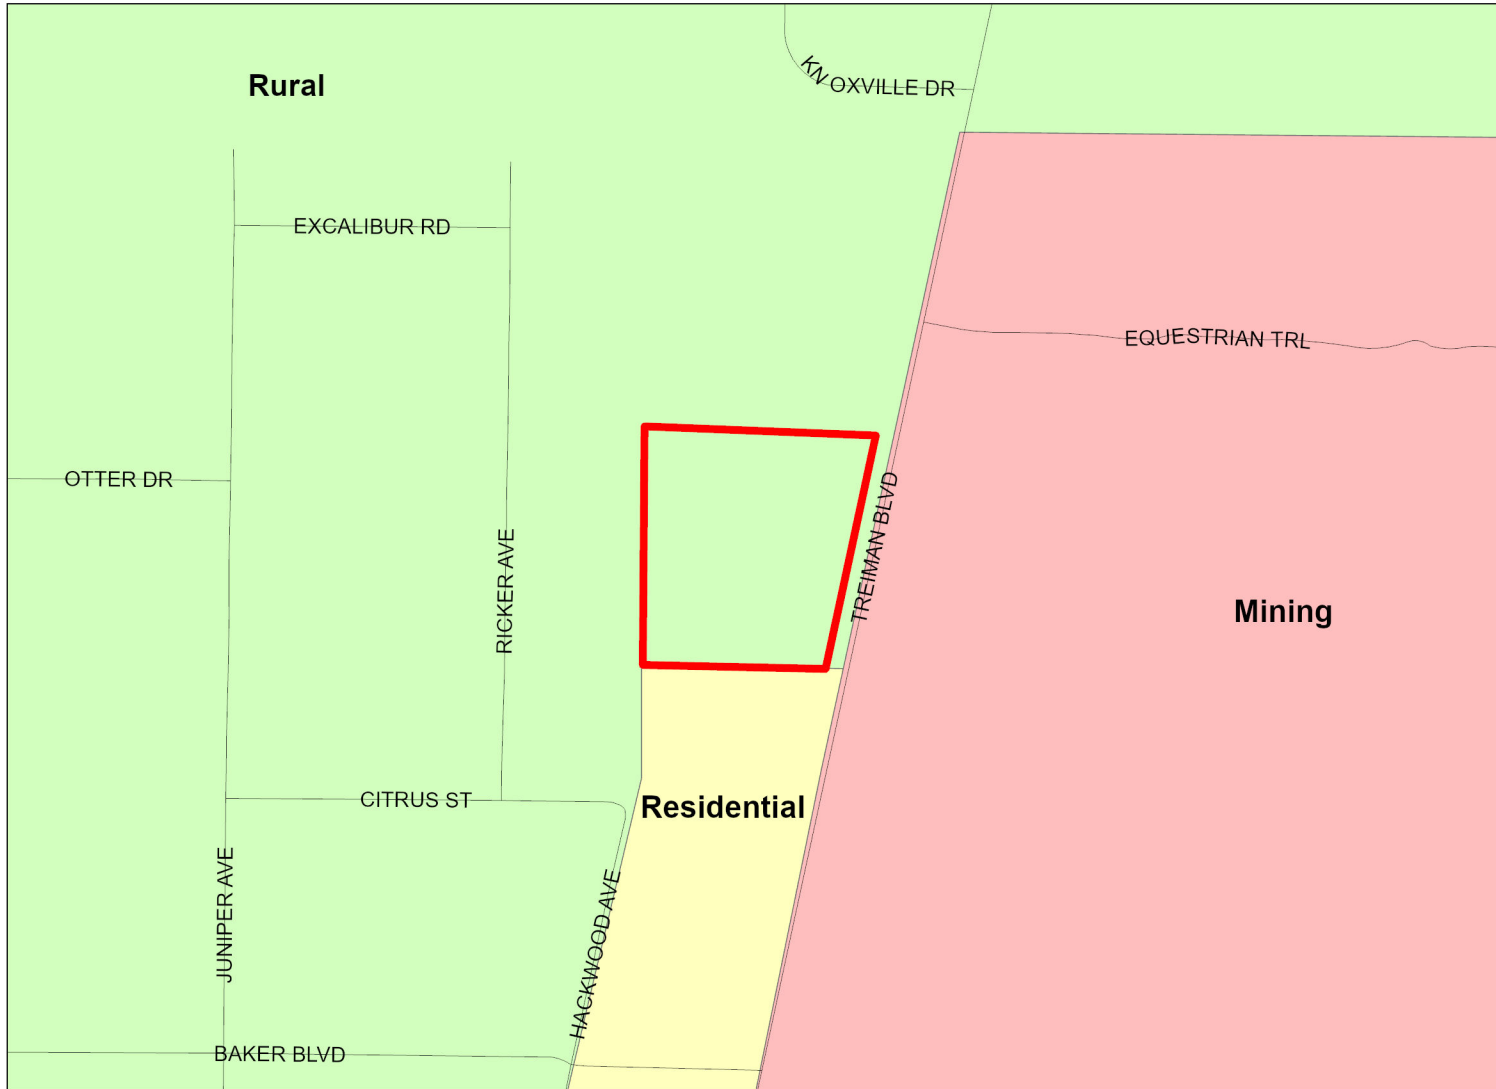 Rural
KNOXVILLE DR
EXCALIBUR RD
EQUESTRIAN TRL
OTTER DR
TREIMAN BLVD
RICKER AVE
Mining
CITRUS ST
Residential
JUNIPER AVE
HACKWOOD AVE
BAKER BLVD